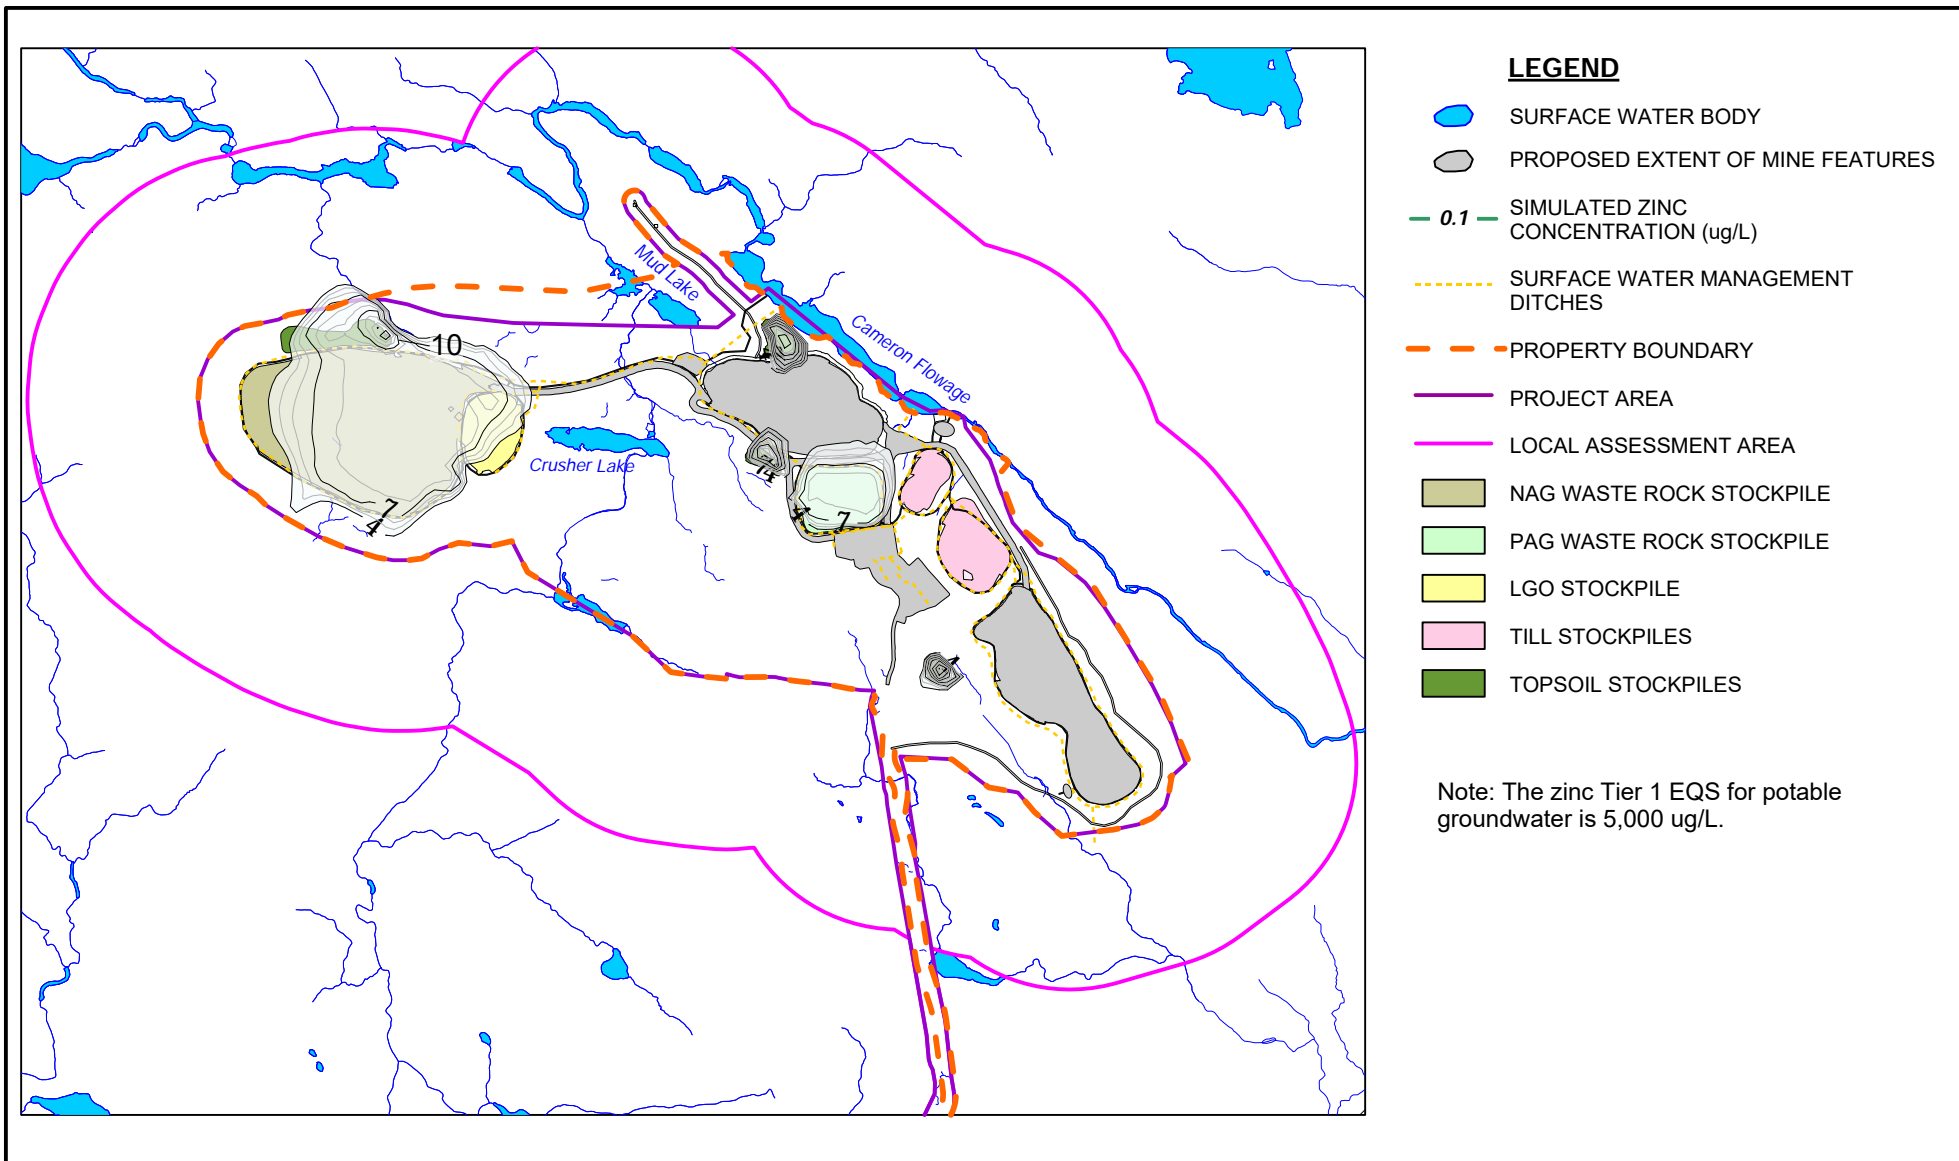 LEGEND
SURFACE WATER BODY
PROPOSED EXTENT OF MINE FEATURES
0.1
SIMULATED ZINC
CONCENTRATION (ug/L)
SURFACE WATER MANAGEMENT
DITCHES
PROPERTY BOUNDARY
PROJECT AREA
LOCAL ASSESSMENT AREA
NAG WASTE ROCK STOCKPILE
PAG WASTE ROCK STOCKPILE
LGO STOCKPILE
TILL STOCKPILES
TOPSOIL STOCKPILES
Note: The zinc Tier 1 EQS for potable
groundwater is 5,000 ug/L.
Mud Lake
Cameron Flowage
Crusher Lake
10
7
4
7